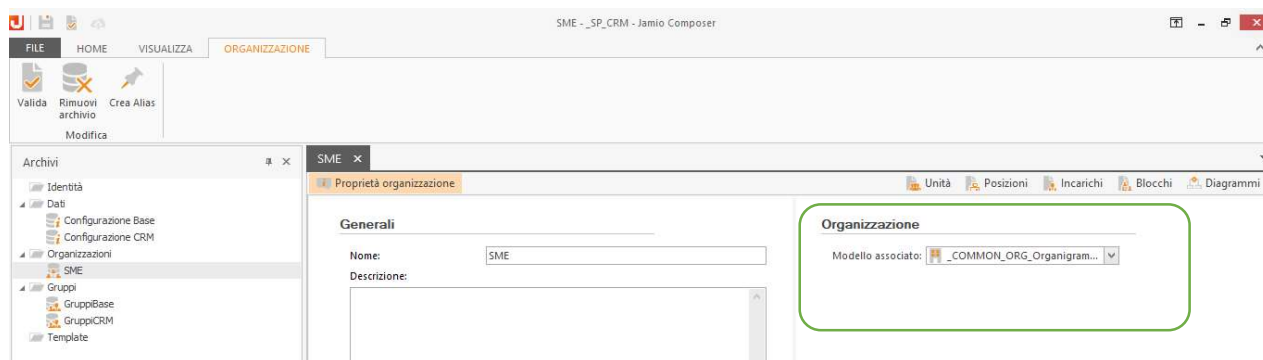 SME - _SP_CRM - Jamio Composer
FILE HOME VISUALIZZA ORGANIZZAZIONE
Valida Rimuovi archivio Crea Alias
Modifica
Archivi
SME
Identità
Dati
Configurazione Base
Configurazione CRM
Organizzazioni
SME
Gruppi
GruppiBase
GruppiCRM
Template
Proprietà organizzazione Unità Posizioni Incarichi Blocchi Diagrammi
Generali
Nome: SME
Descrizione:
Organizzazione
Modello associato: _COMMON_ORG_Organigram...